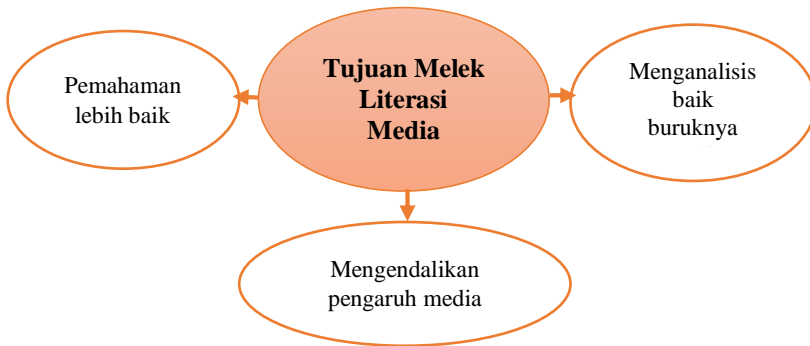 Tujuan Melek
Literasi
Media
Pemahaman
lebih baik
Menganalisis
baik
buruknya
Mengendalikan
pengaruh media